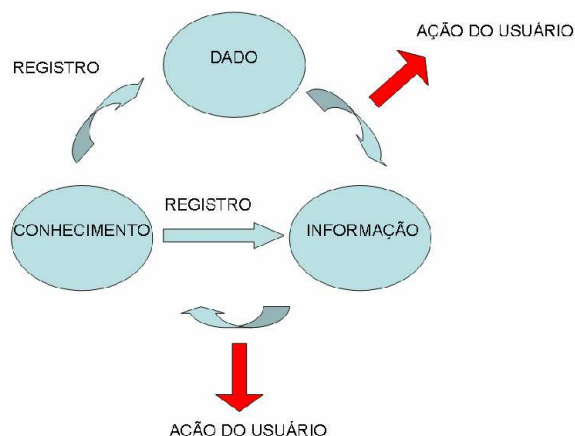 AÇÃO DO USUÁRIO
DADO
REGISTRO
REGISTRO
CONHECIMENTO
INFORMAÇÃO
AÇÃO DO USUÁRIO